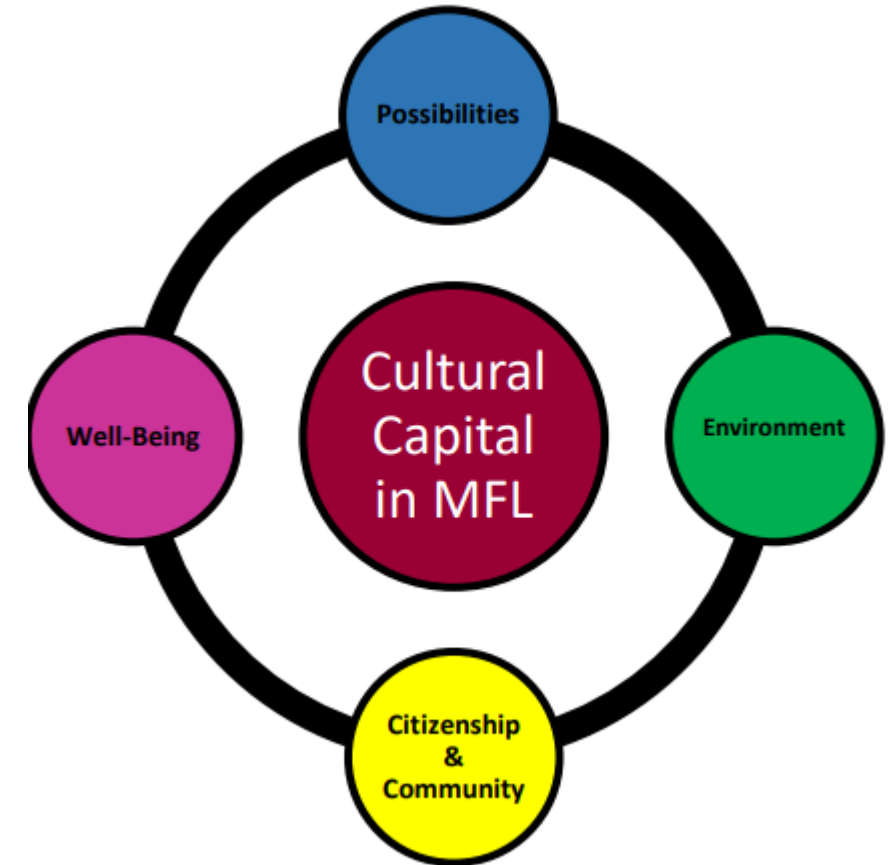 Possibilities
Cultural
Capital
in MFL
Well-Being
Environment
Citizenship
&
Community